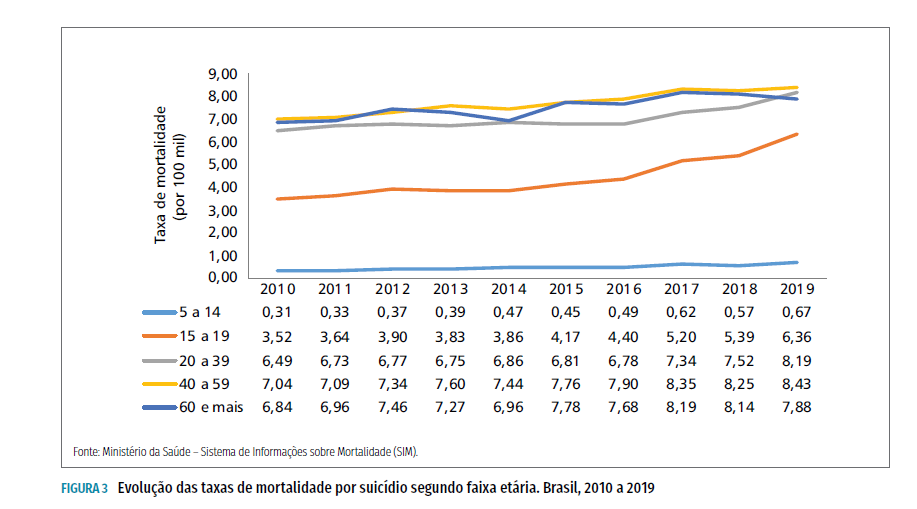 9,00
8,00
7,00
6,00
5,00
4,00
3,00
2,00
1,00
0,00
Taxa de mortalidade
(por 100 mil)
2010 2011 2012 2013 2014 2015 2016 2017 2018 2019
5 a 14 0,31 0,33 0,37 0,39 0,47 0,45 0,49 0,62 0,57 0,67
15 a 19 3,52 3,64 3,90 3,83 3,86 4,17 4,40 5,20 5,39 6,36
20 a 39 6,49 6,73 6,77 6,75 6,86 6,81 6,78 7,34 7,52 8,19
40 a 59 7,04 7,09 7,34 7,60 7,44 7,76 7,90 8,35 8,25 8,43
60 e mais 6,84 6,96 7,46 7,27 6,96 7,78 7,68 8,19 8,14 7,88
Fonte: Ministério da Saúde – Sistema de Informações sobre Mortalidade (SIM).
FIGURA 3 Evolução das taxas de mortalidade por suicídio segundo faixa etária. Brasil, 2010 a 2019